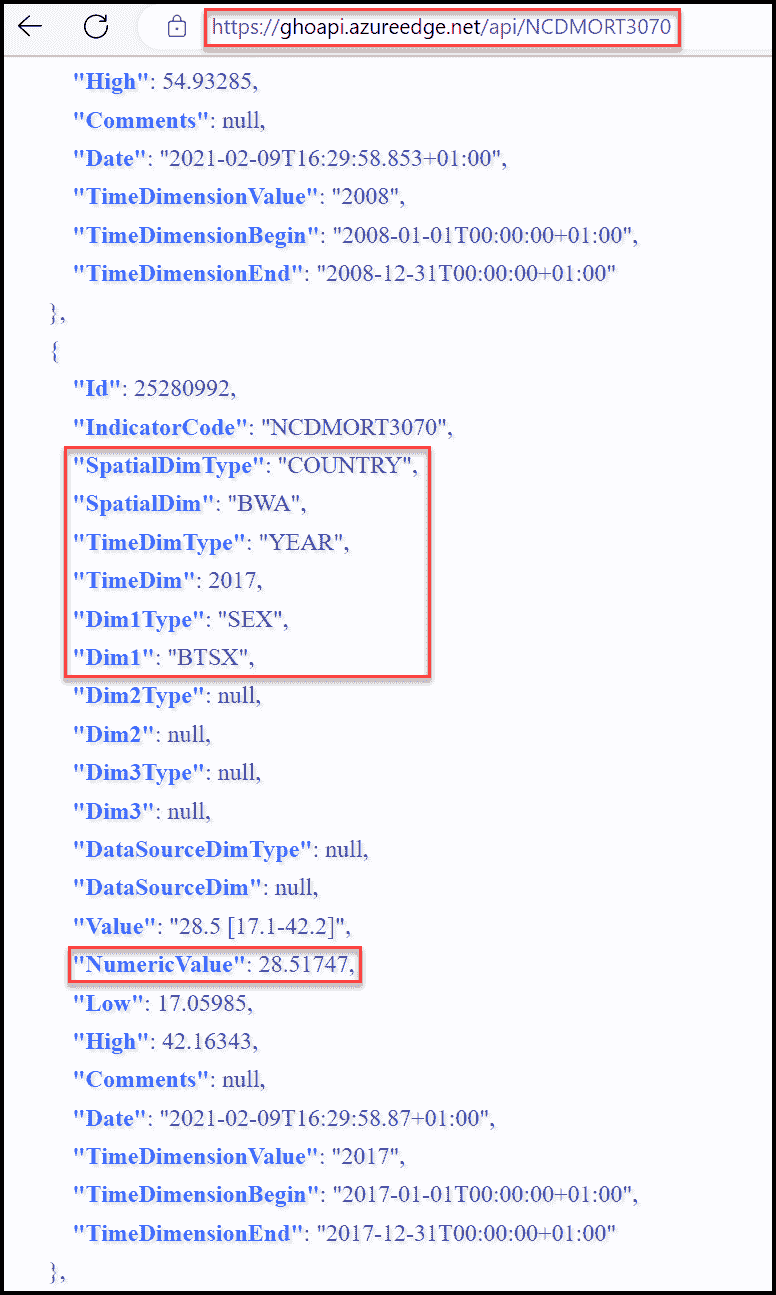 https://ghoapi.azureedge.net/api/NCDMORT3070
"High": 54.93285,
"Comments": null,
"Date": "2021-02-09T16:29:58.853+01:00",
"TimeDimensionValue": "2008",
"TimeDimensionBegin": "2008-01-01T00:00:00+01:00",
"TimeDimensionEnd": "2008-12-31T00:00:00+01:00"
},
{
"Id": 25280992,
"IndicatorCode": "NCDMORT3070",
"SpatialDimType": "COUNTRY",
"SpatialDim": "BWA",
"TimeDimType": "YEAR",
"TimeDim": 2017,
"Dim1Type": "SEX",
"Dim1": "BTSX",
"Dim2Type": null,
"Dim2": null,
"Dim3Type": null,
"Dim3": null,
"DataSourceDimType": null,
"DataSourceDim": null,
"Value": "28.5 [17.1-42.2]",
"NumericValue": 28.51747,
"Low": 17.05985,
"High": 42.16343,
"Comments": null,
"Date": "2021-02-09T16:29:58.87+01:00",
"TimeDimensionValue": "2017",
"TimeDimensionBegin": "2017-01-01T00:00:00+01:00",
"TimeDimensionEnd": "2017-12-31T00:00:00+01:00"
},